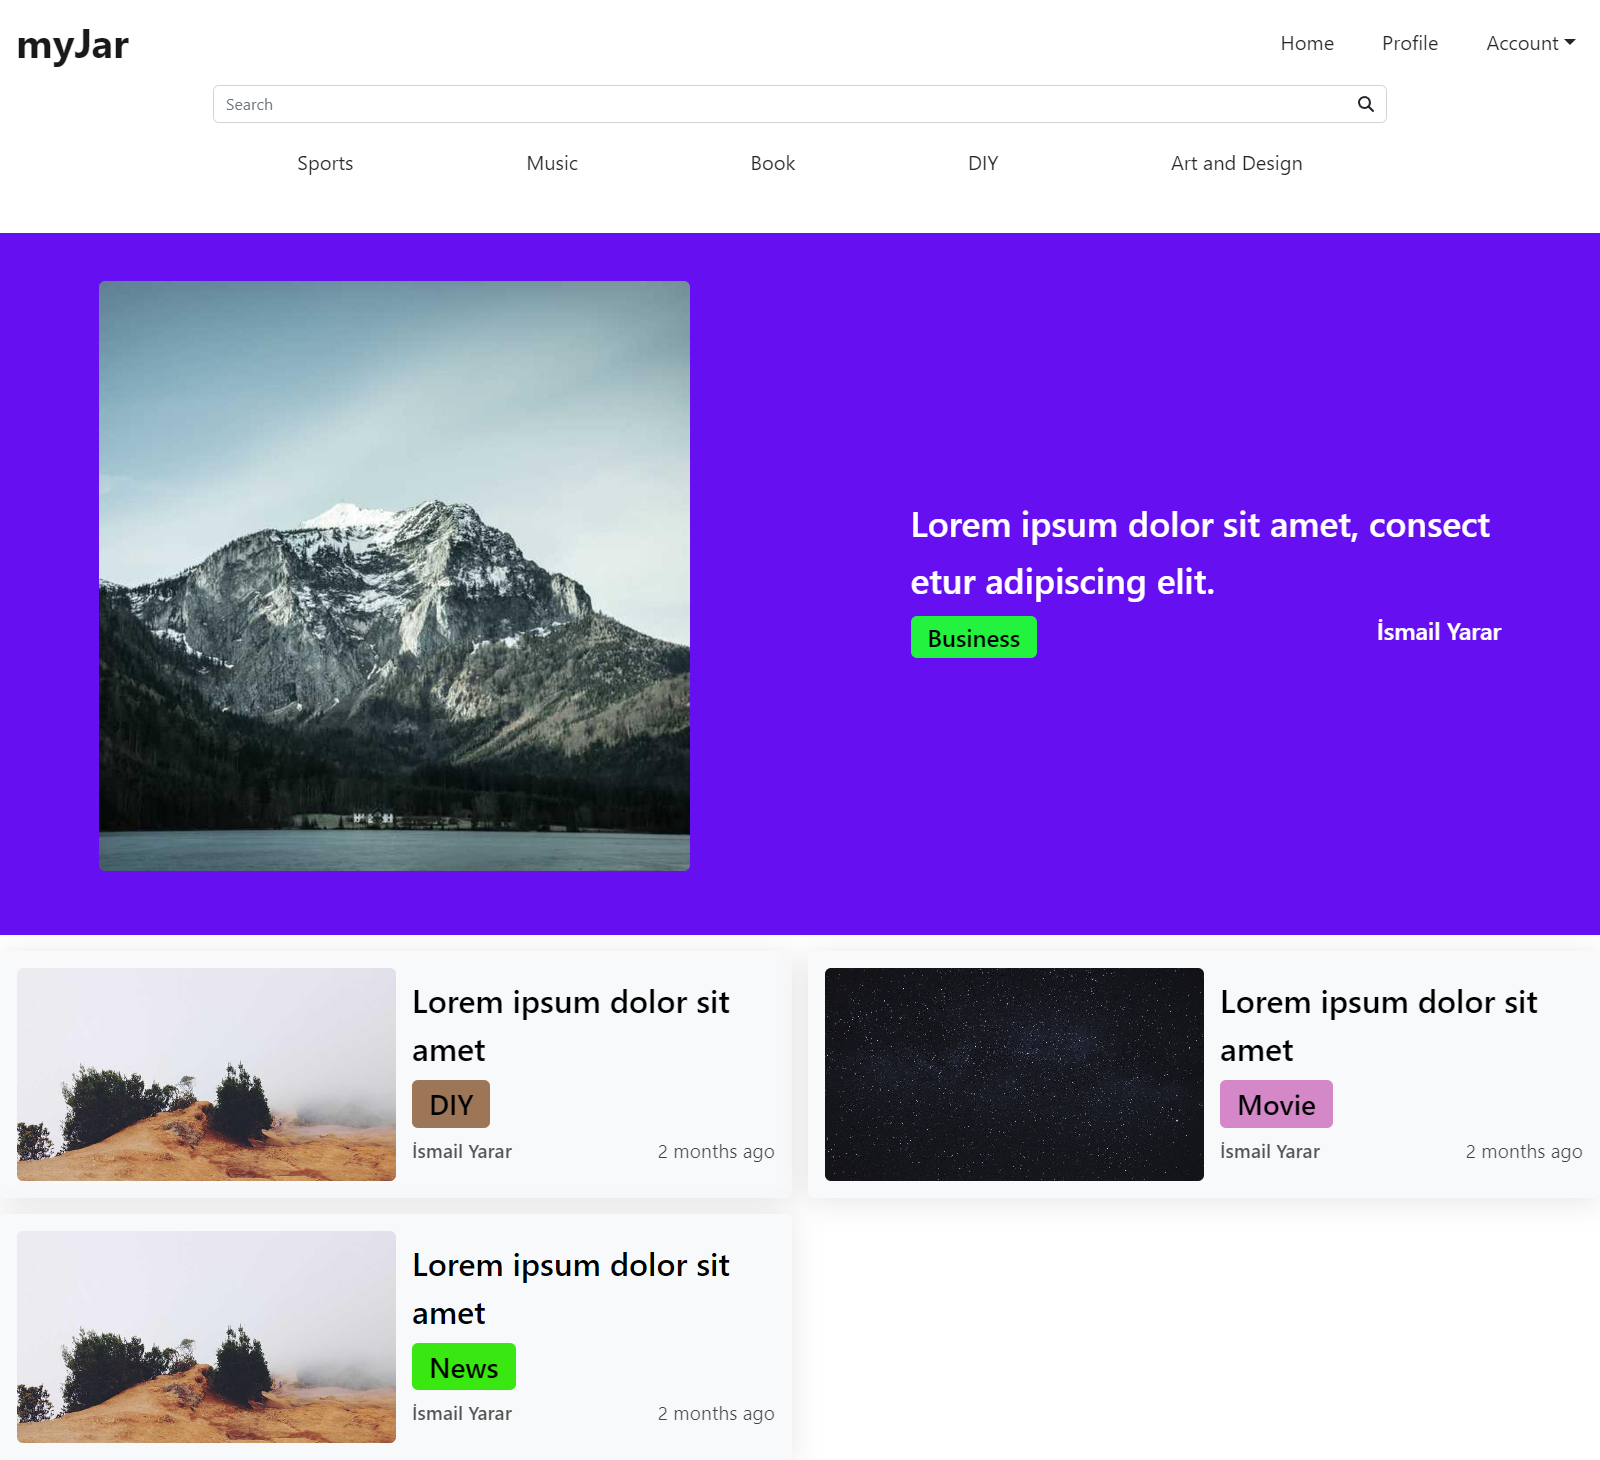 myJar
Home Profile Account
Search
Sports Music Book DIY Art and Design
Lorem ipsum dolor sit amet, consect
etur adipiscing elit.
Business İsmail Yarar
Lorem ipsum dolor sit
amet
DIY
İsmail Yarar 2 months ago
Lorem ipsum dolor sit
amet
Movie
İsmail Yarar 2 months ago
Lorem ipsum dolor sit
amet
News
İsmail Yarar 2 months ago